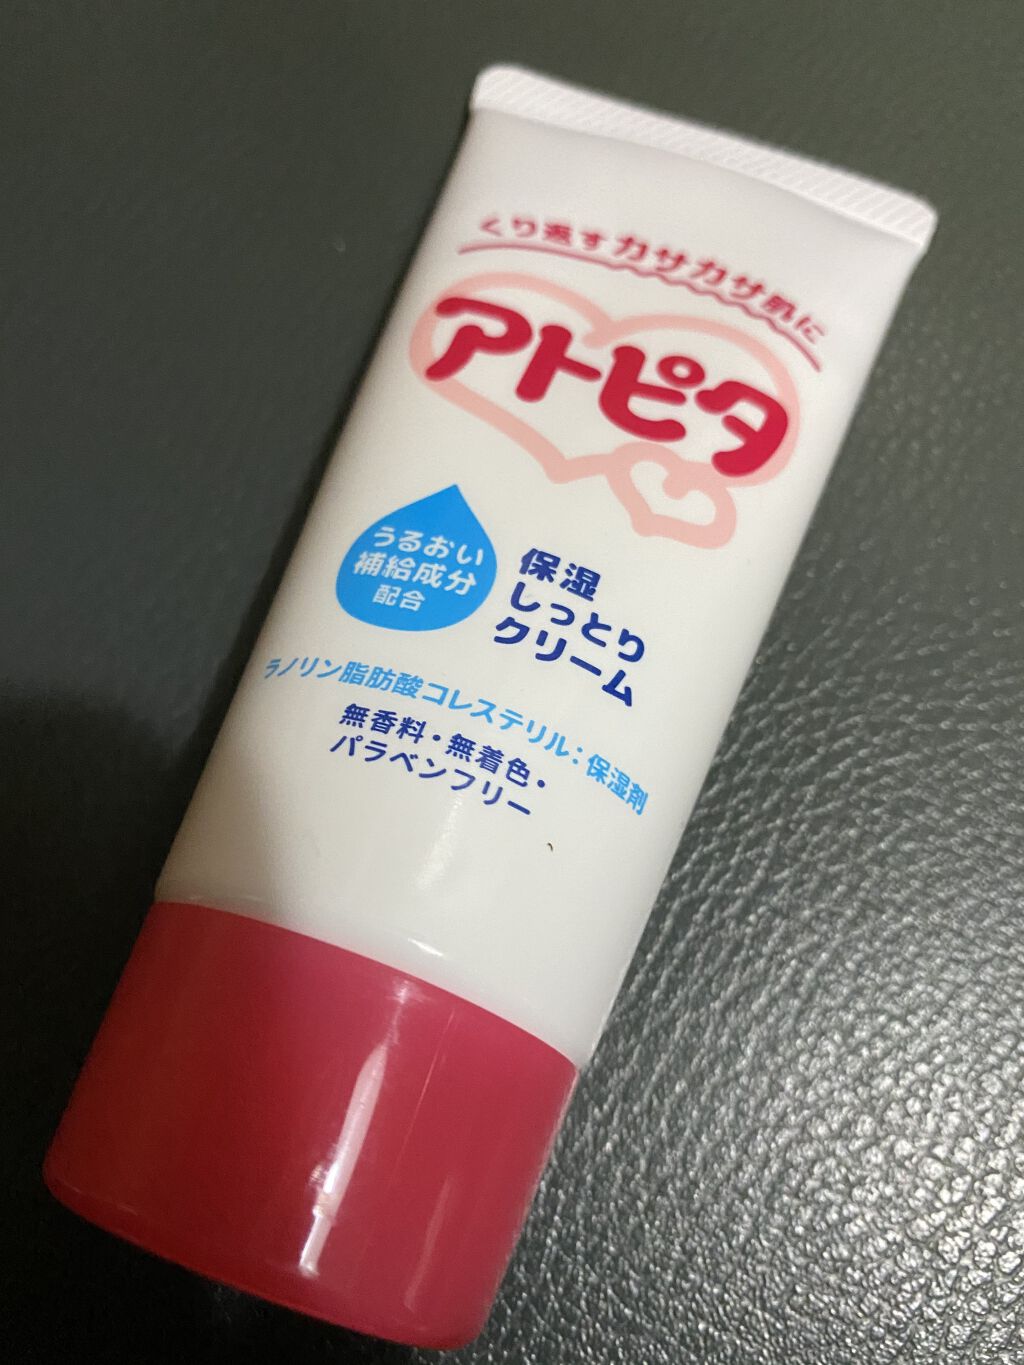 くり返すカサカサ肌に
アトピタ
うるおい
補給成分
配合
保湿
しっとり
クリーム
ラノリン脂肪酸コレステリル：保湿剤
無香料・無着色・
パラベンフリー